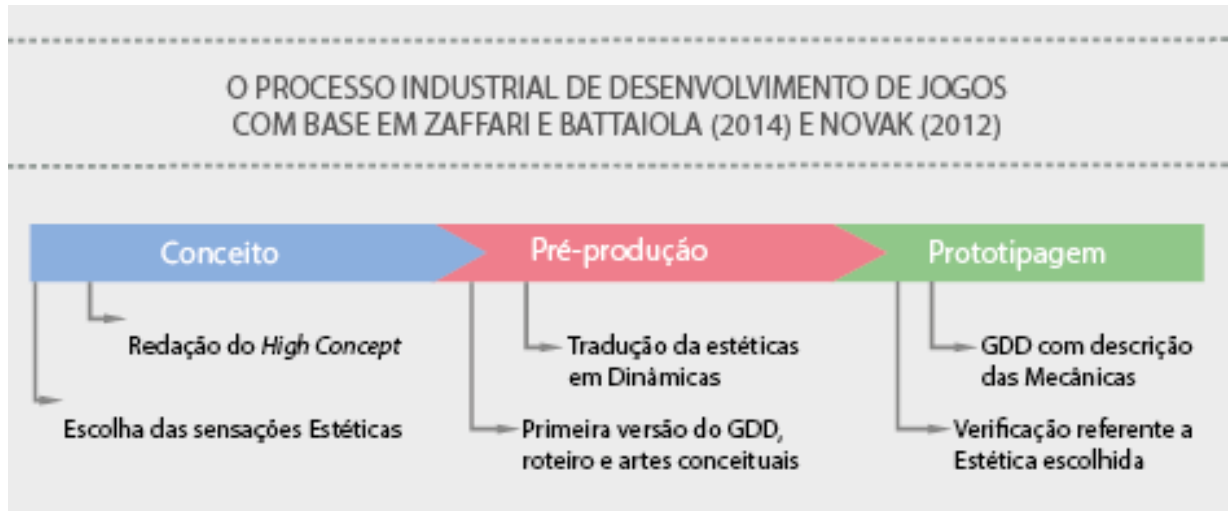 O PROCESSO INDUSTRIAL DE DESENVOLVIMENTO DE JOGOS
COM BASE EM ZAFFARI E BATTAIOLA (2014) E NOVAK (2012)
Conceito
Redação do High Concept
Escolha das sensações Estéticas
Pré-produção
Tradução da estéticas
em Dinâmicas
Primeira versão do GDD,
roteiro e artes conceituais
Prototipagem
GDD com descrição
das Mecânicas
Verificação referente a
Estética escolhida